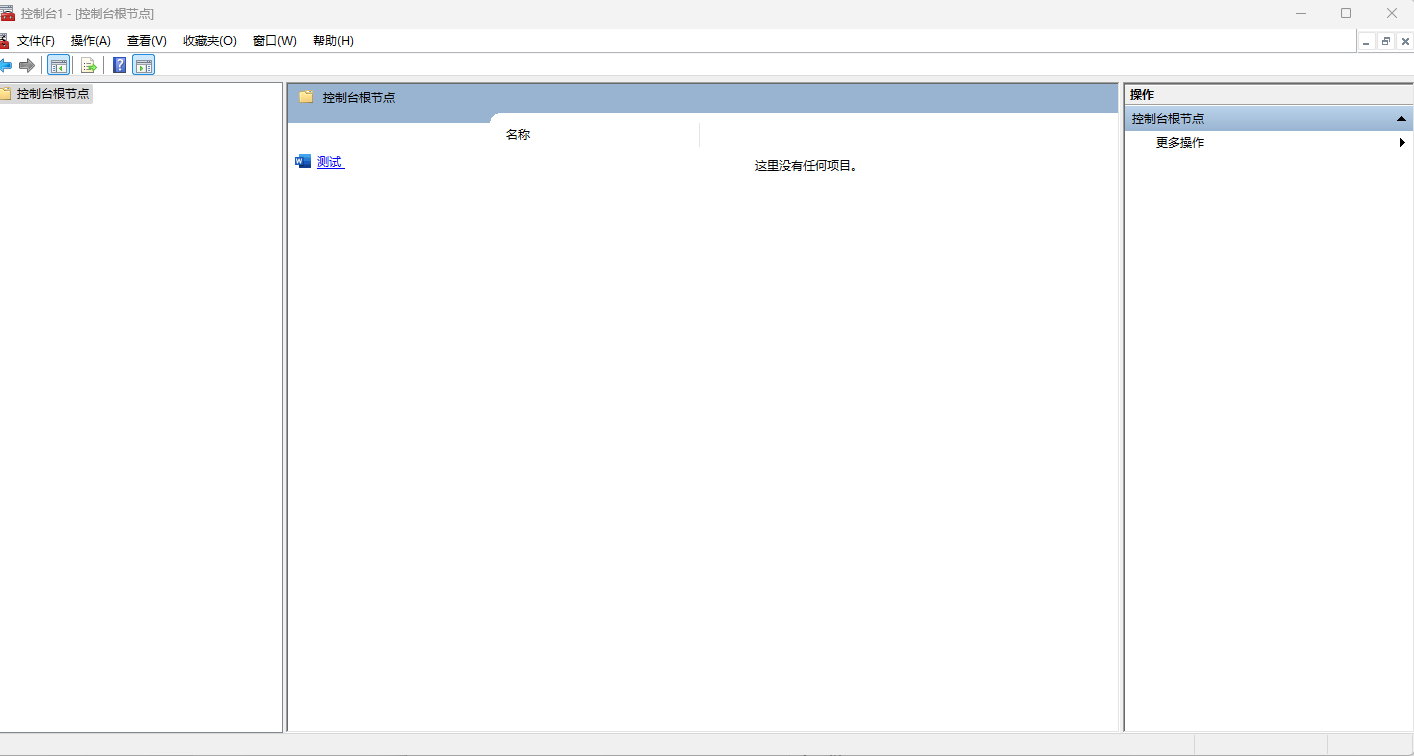 控制台1 - [控制台根节点]
文件(F) 操作(A) 查看(V) 收藏夹(O) 窗口(W) 帮助(H)
控制台根节点
控制台根节点
名称
测试
这里没有任何项目。
操作
控制台根节点
更多操作